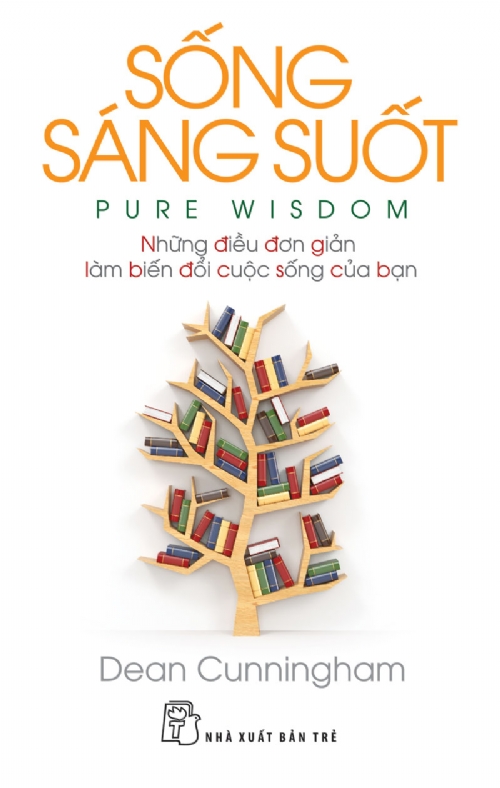 SỐNG
SÁNG SUỐT
PURE WISDOM
Những điều đơn giản
làm biến đổi cuộc sống của bạn
Dean Cunningham
NHÀ XUẤT BẢN TRẺ